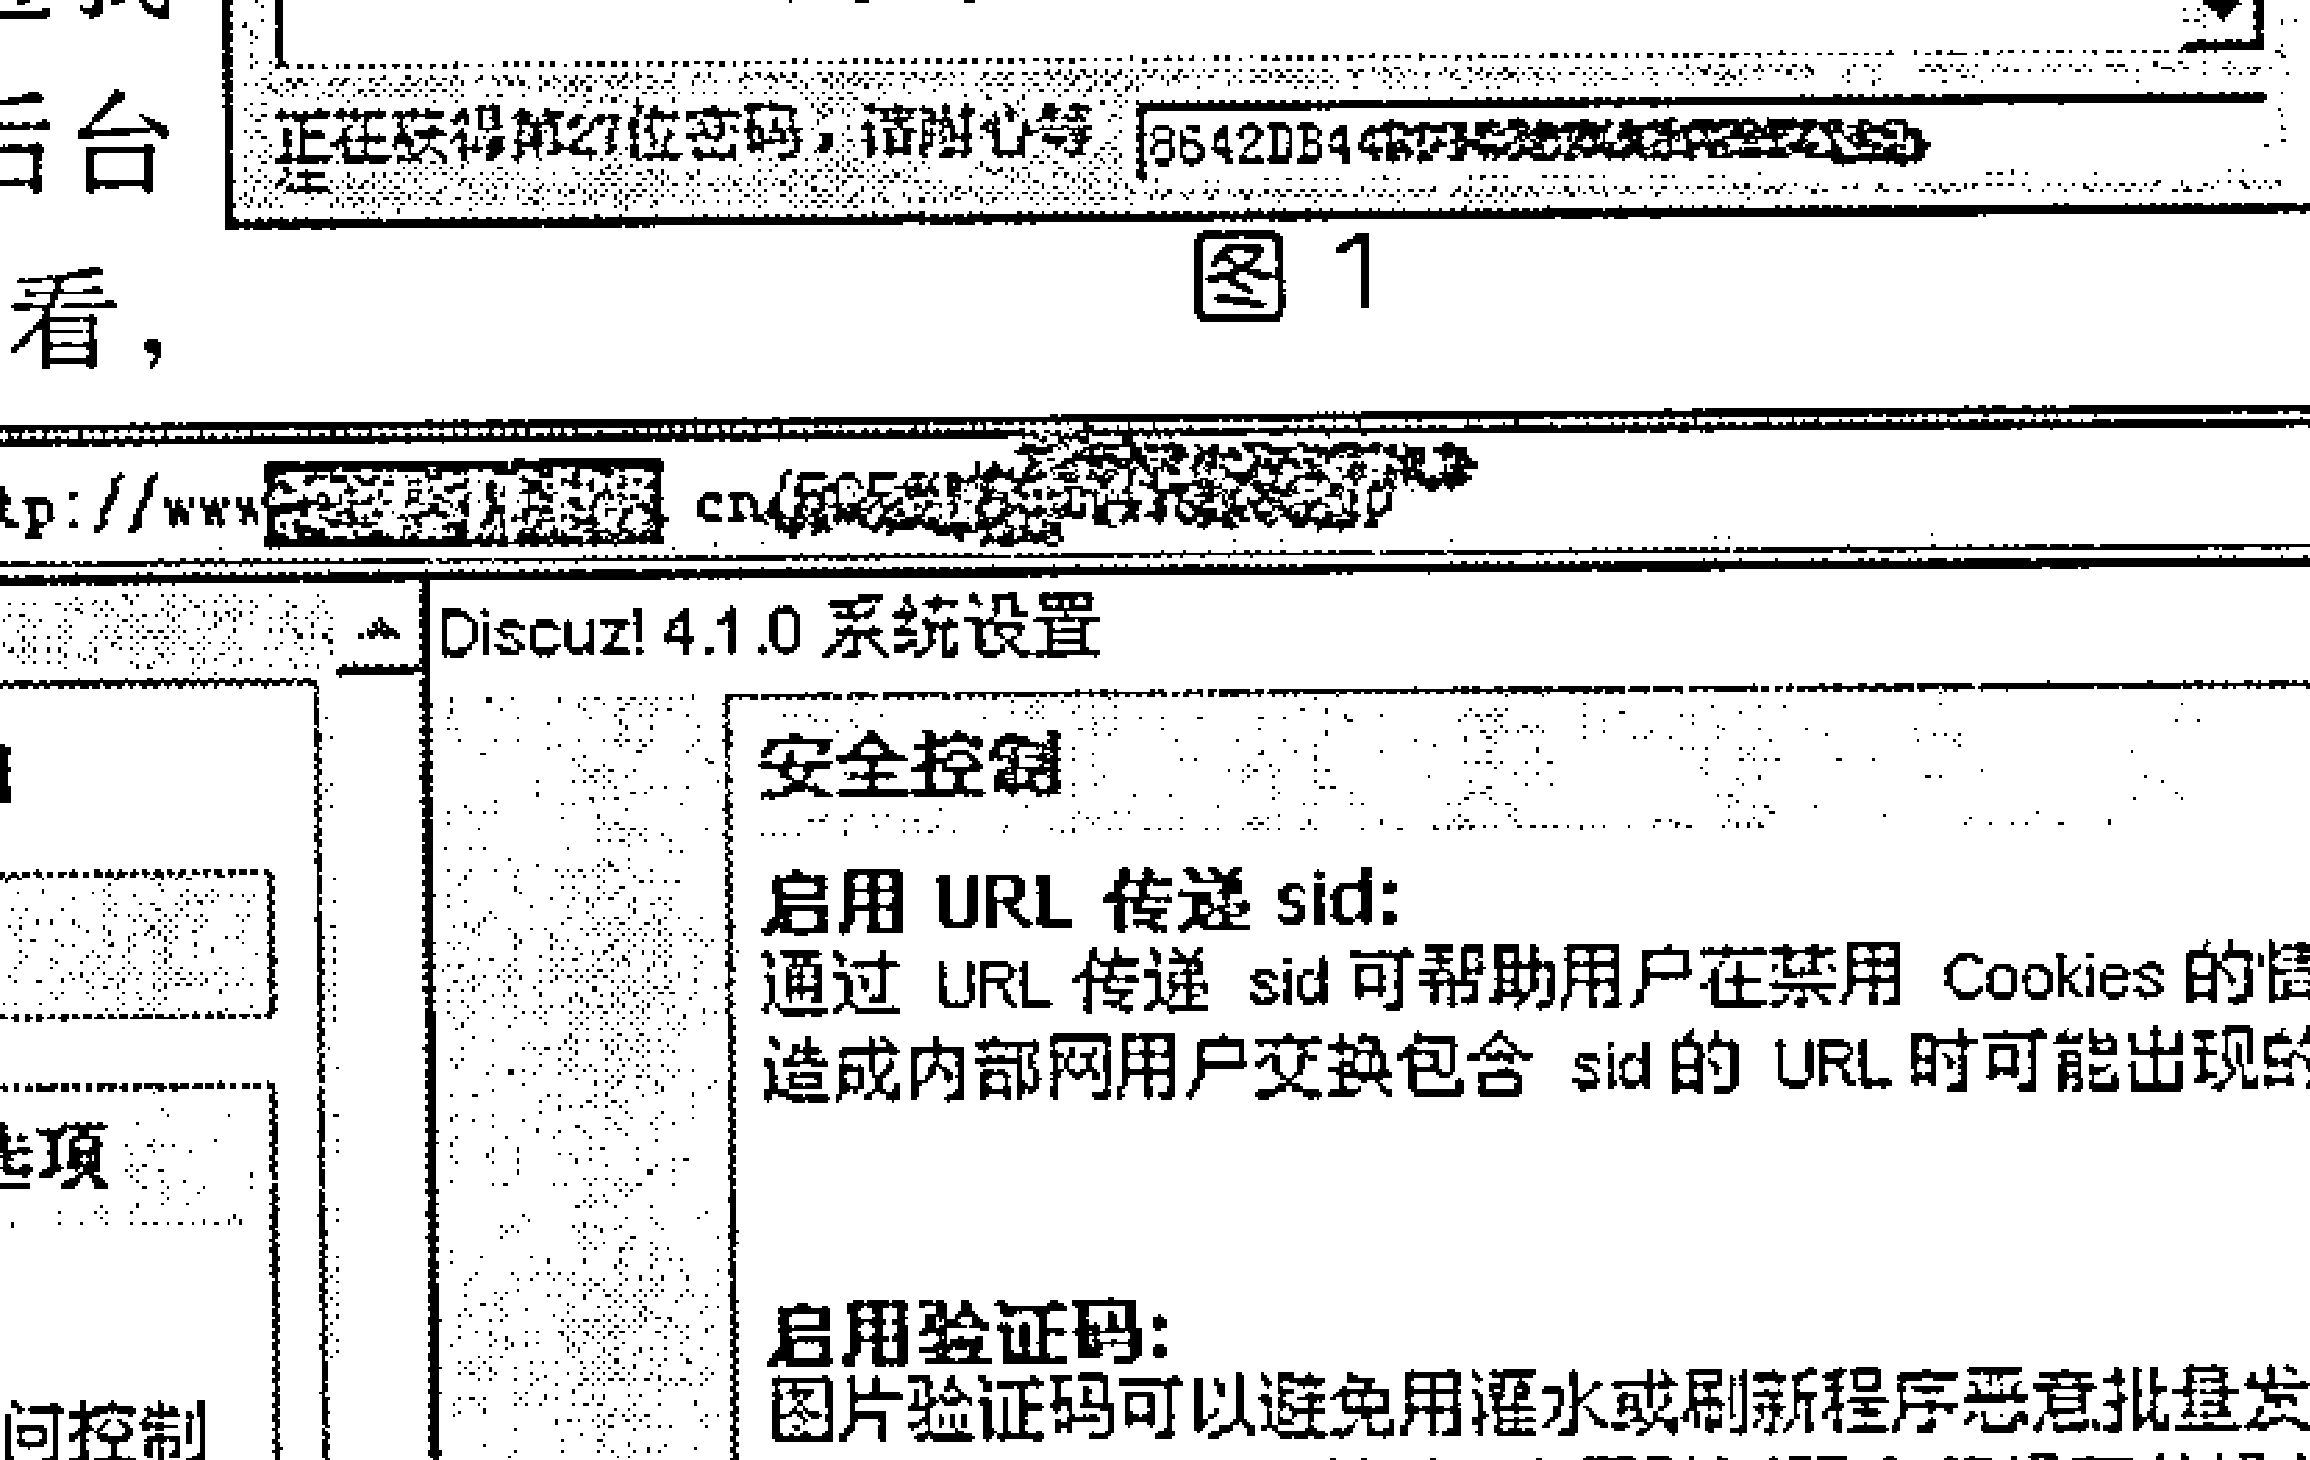 后台
正在获得第27位密码，请耐心等
8642DB44
图 1
看，
tp://www
cn
Discuz! 4.1.0 系统设置
安全控制
启用 URL 传递 sid:
通过 URL 传递 sid 可帮助用户在禁用 Cookies 的情
造成内部网用户交换包含 sid 的 URL 时可能出现的
选项
启用验证码:
图片验证码可以避免用灌水或刷新程序恶意批量发
问控制